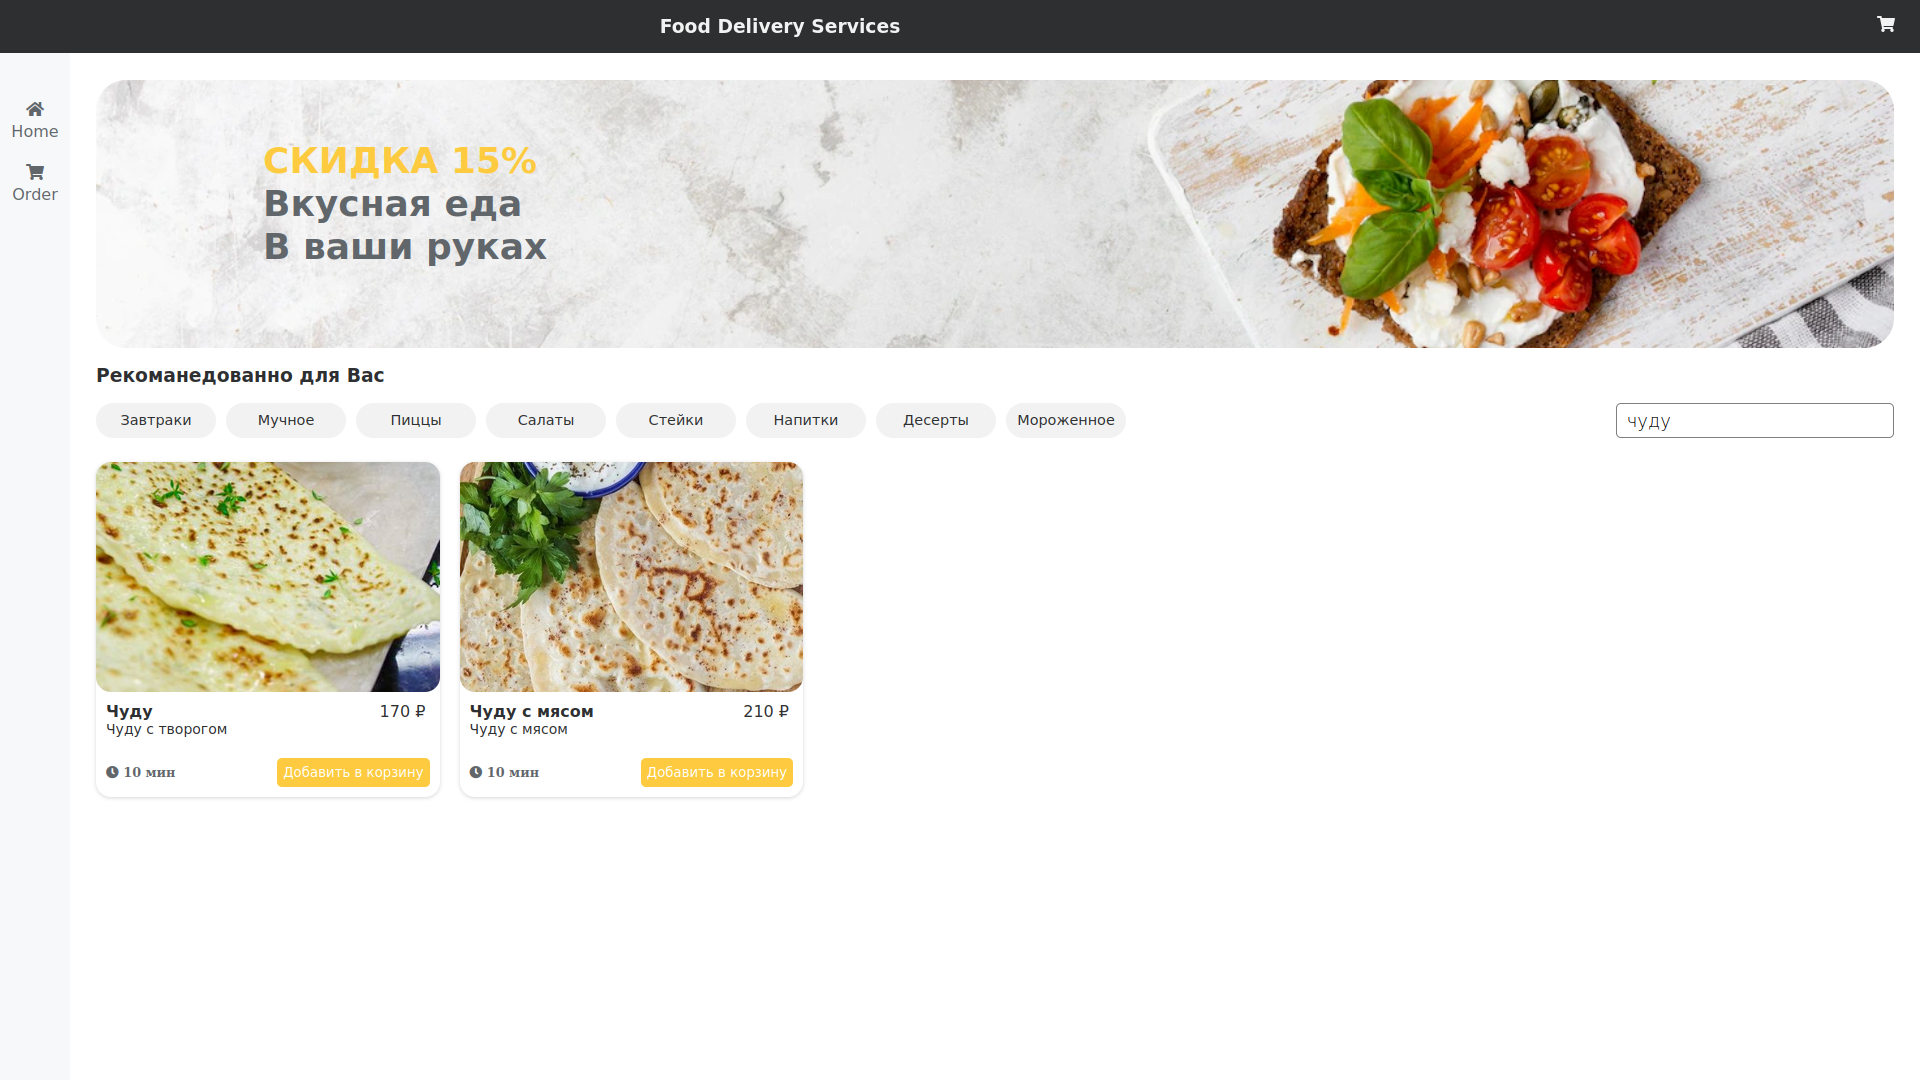 Food Delivery Services
Home
Order
СКИДКА 15%
Вкусная еда
В ваши руках
Рекоманедованно для Вас
Завтраки
Мучное
Пиццы
Салаты
Стейки
Напитки
Десерты
Мороженное
чуду
Чуду
170 ₽
Чуду с творогом
10 мин
Добавить в корзину
Чуду с мясом
210 ₽
Чуду с мясом
10 мин
Добавить в корзину